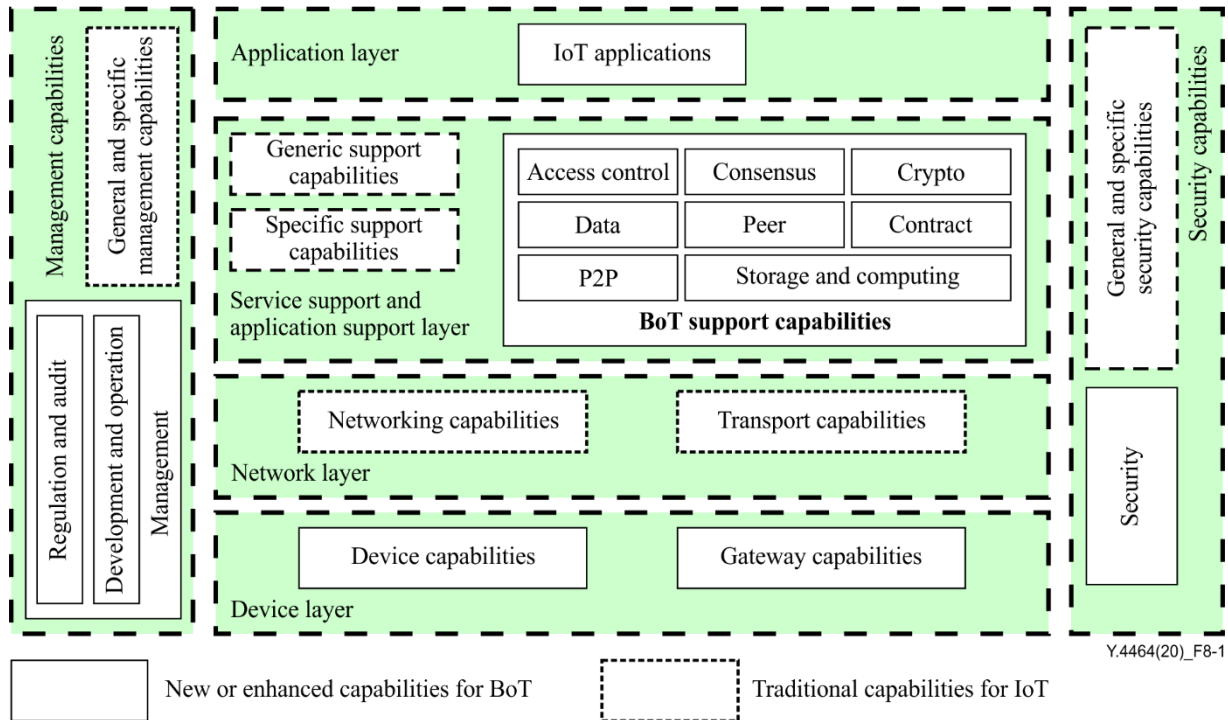 Management capabilities
General and specific
management capabilities
Regulation and audit
Development and operation
Management
Application layer
IoT applications
Generic support
capabilities
Specific support
capabilities
Service support and
application support layer
Access control
Consensus
Crypto
Data
Peer
Contract
P2P
Storage and computing
BoT support capabilities
Networking capabilities
Transport capabilities
Network layer
Device capabilities
Gateway capabilities
Device layer
General and specific
security capabilities
Security capabilities
Security
Y.4464(20)_F8-1
New or enhanced capabilities for BoT
Traditional capabilities for IoT